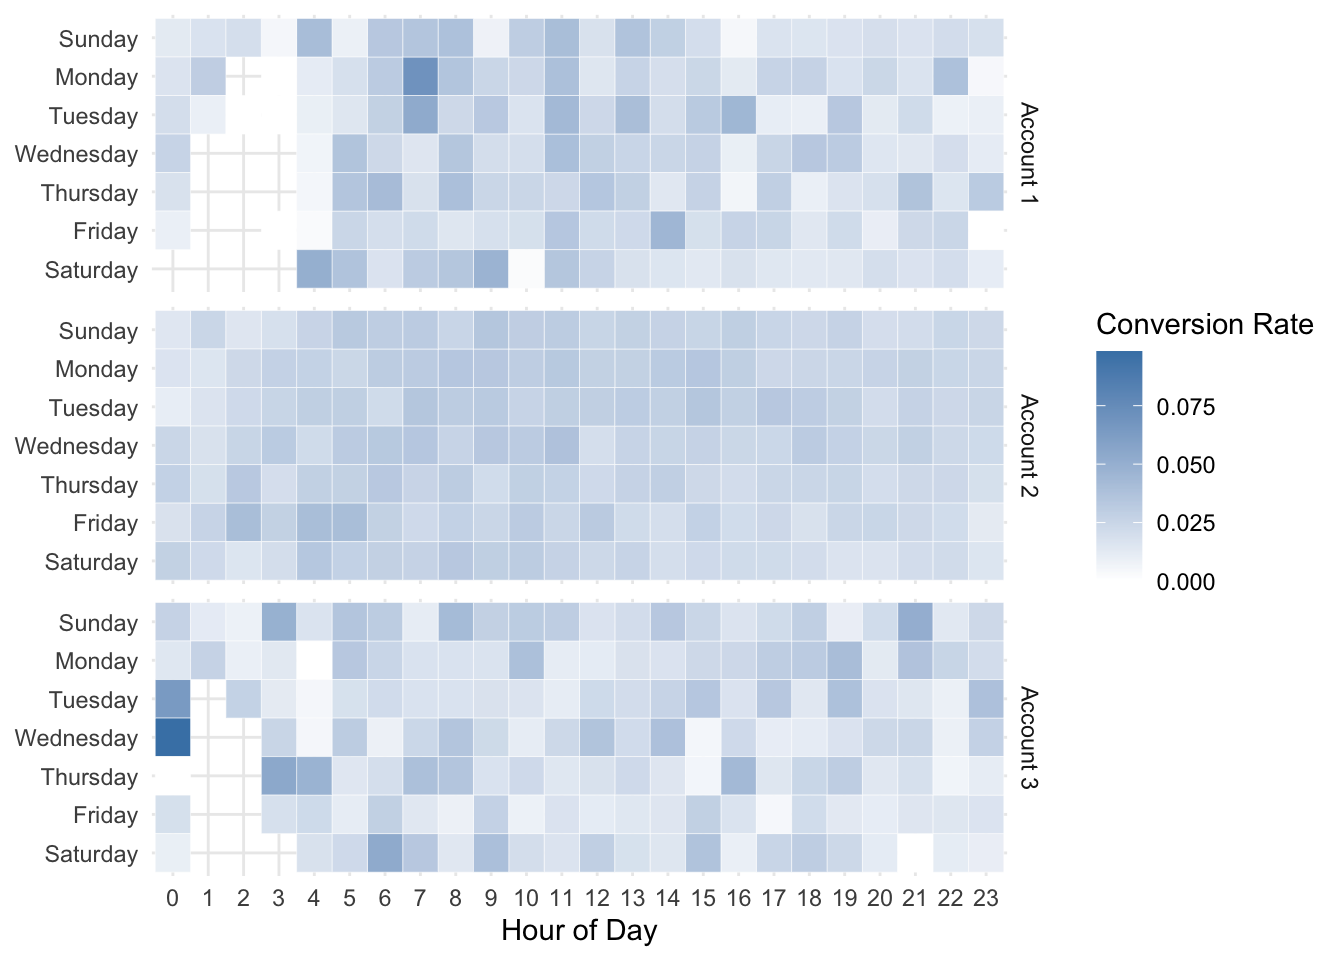 Sunday
Monday
Tuesday
Wednesday
Thursday
Friday
Saturday
Account 1
Sunday
Monday
Tuesday
Wednesday
Thursday
Friday
Saturday
Account 2
Sunday
Monday
Tuesday
Wednesday
Thursday
Friday
Saturday
Account 3
0 1 2 3 4 5 6 7 8 9 10 11 12 13 14 15 16 17 18 19 20 21 22 23
Hour of Day
Conversion Rate
0.075
0.050
0.025
0.000